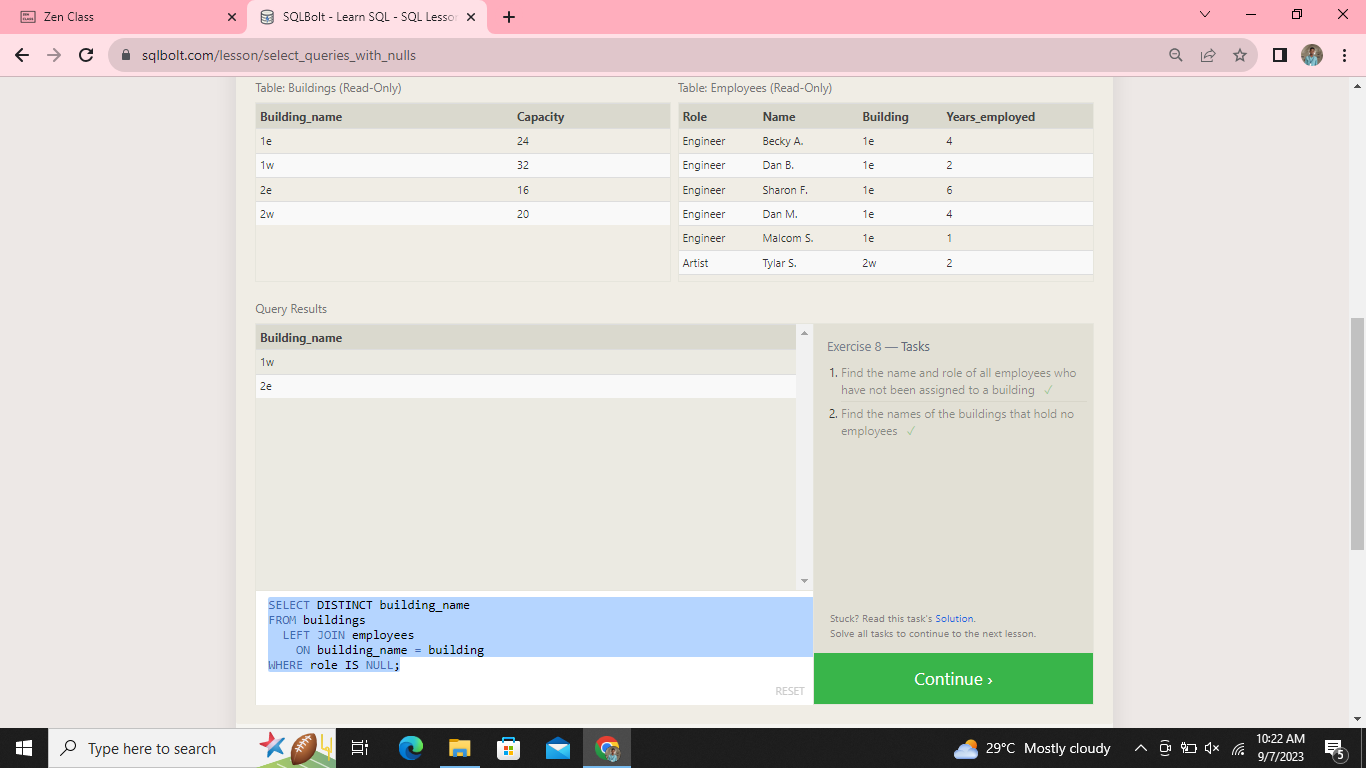 Zen Class
SQLBolt - Learn SQL - SQL Lesson
sqlbolt.com/lesson/select_queries_with_nulls
Table: Buildings (Read-Only)
Building_name Capacity
1e 24
1w 32
2e 16
2w 20
Table: Employees (Read-Only)
Role Name Building Years_employed
Engineer Becky A. 1e 4
Engineer Dan B. 1e 2
Engineer Sharon F. 1e 6
Engineer Dan M. 1e 4
Engineer Malcom S. 1e 1
Artist Tylar S. 2w 2
Query Results
Building_name
1w
2e
SELECT DISTINCT building_name
FROM buildings
LEFT JOIN employees
ON building_name = building
WHERE role IS NULL;
RESET
Exercise 8 — Tasks
1. Find the name and role of all employees who
have not been assigned to a building ✓
2. Find the names of the buildings that hold no
employees ✓
Stuck? Read this task's Solution.
Solve all tasks to continue to the next lesson.
Continue ›
Type here to search
29°C Mostly cloudy
10:22 AM
9/7/2023
5